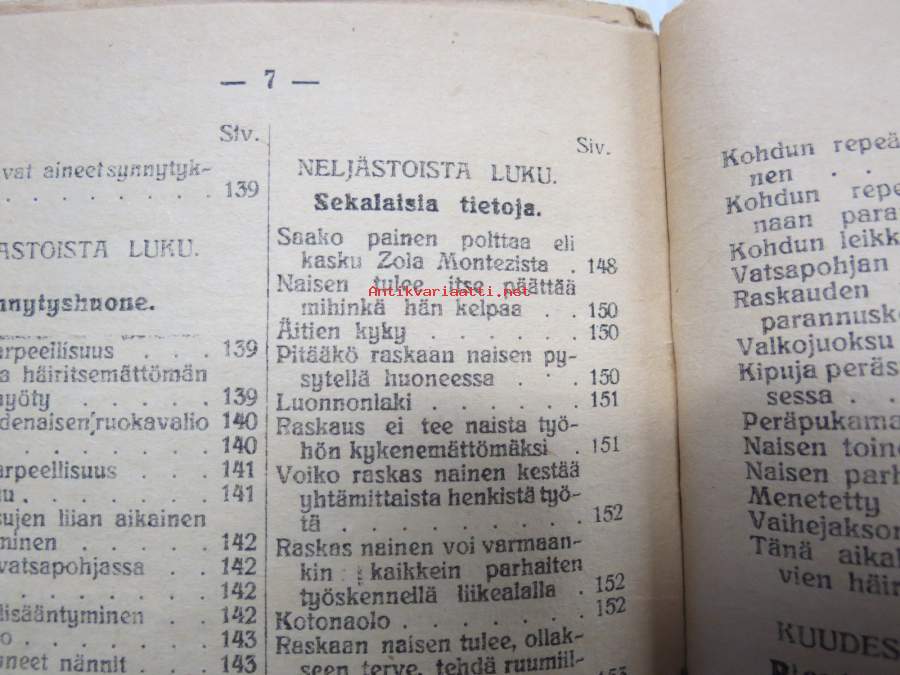 — 7 —
Siv.
vat aineet synnytyk-
. . . . . . . 139
ASTOISTA LUKU.
nnytyshuone.
arpeellisuus . . . 139
a häiritsemättömän
yöty . . . . 139
denaisen ruokavalio 140
. . . . . . . 140
arpeellisuus . . . 141
u . . . . . . 141
sujen liian aikainen
minen . . . . . 142
vatsapohjassa . . 142
. . . . . . . 142
lisääntyminen . . 142
o . . . . . . 143
neet nännit . . . 143
Siv.
NELJÄSTOISTA LUKU.
Sekalaisia tietoja.
Saako painen polttaa eli
kasku Zola Montezista . 148
Naisen tulee itse päättää
mihinkä hän kelpaa . . 150
Äitien kyky . . . . . 150
Pitääkö raskaan naisen py-
sytellä huoneessa . . . 150
Luonnonlaki . . . . . 151
Raskaus ei tee naista työ-
hön kykenemättömäksi . 151
Voiko raskas nainen kestää
yhtämittaista henkistä työ-
tä . . . . . . . . 152
Raskas nainen voi varmaan-
kin kaikkein parhaiten
työskennellä liikealalla . 152
Kotonaolo . . . . . . 152
Raskaan naisen tulee, ollak-
seen terve, tehdä ruumiil-
153
Kohdun repeä
nen . . .
Kohdun repe
naan para
Kohdun leikk
Vatsapohjan
Raskauden
parannusk
Valkojuoksu
Kipuja peräs
sessa . .
Peräpukama
Naisen toine
Naisen parh
Menetetty
Vaihejakson
Tänä aikal
vien häir
KUUDES
Antikvariaatti.net